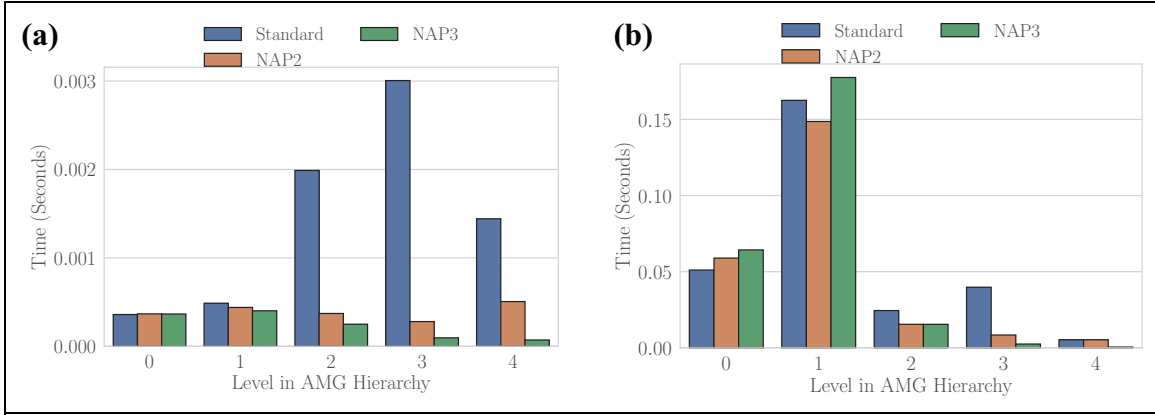 (a)
Standard NAP3
NAP2
0.003
0.002
0.001
0.000
Time (Seconds)
0 1 2 3 4
Level in AMG Hierarchy
(b)
Standard NAP3
NAP2
0.15
0.10
0.05
0.00
Time (Seconds)
0 1 2 3 4
Level in AMG Hierarchy